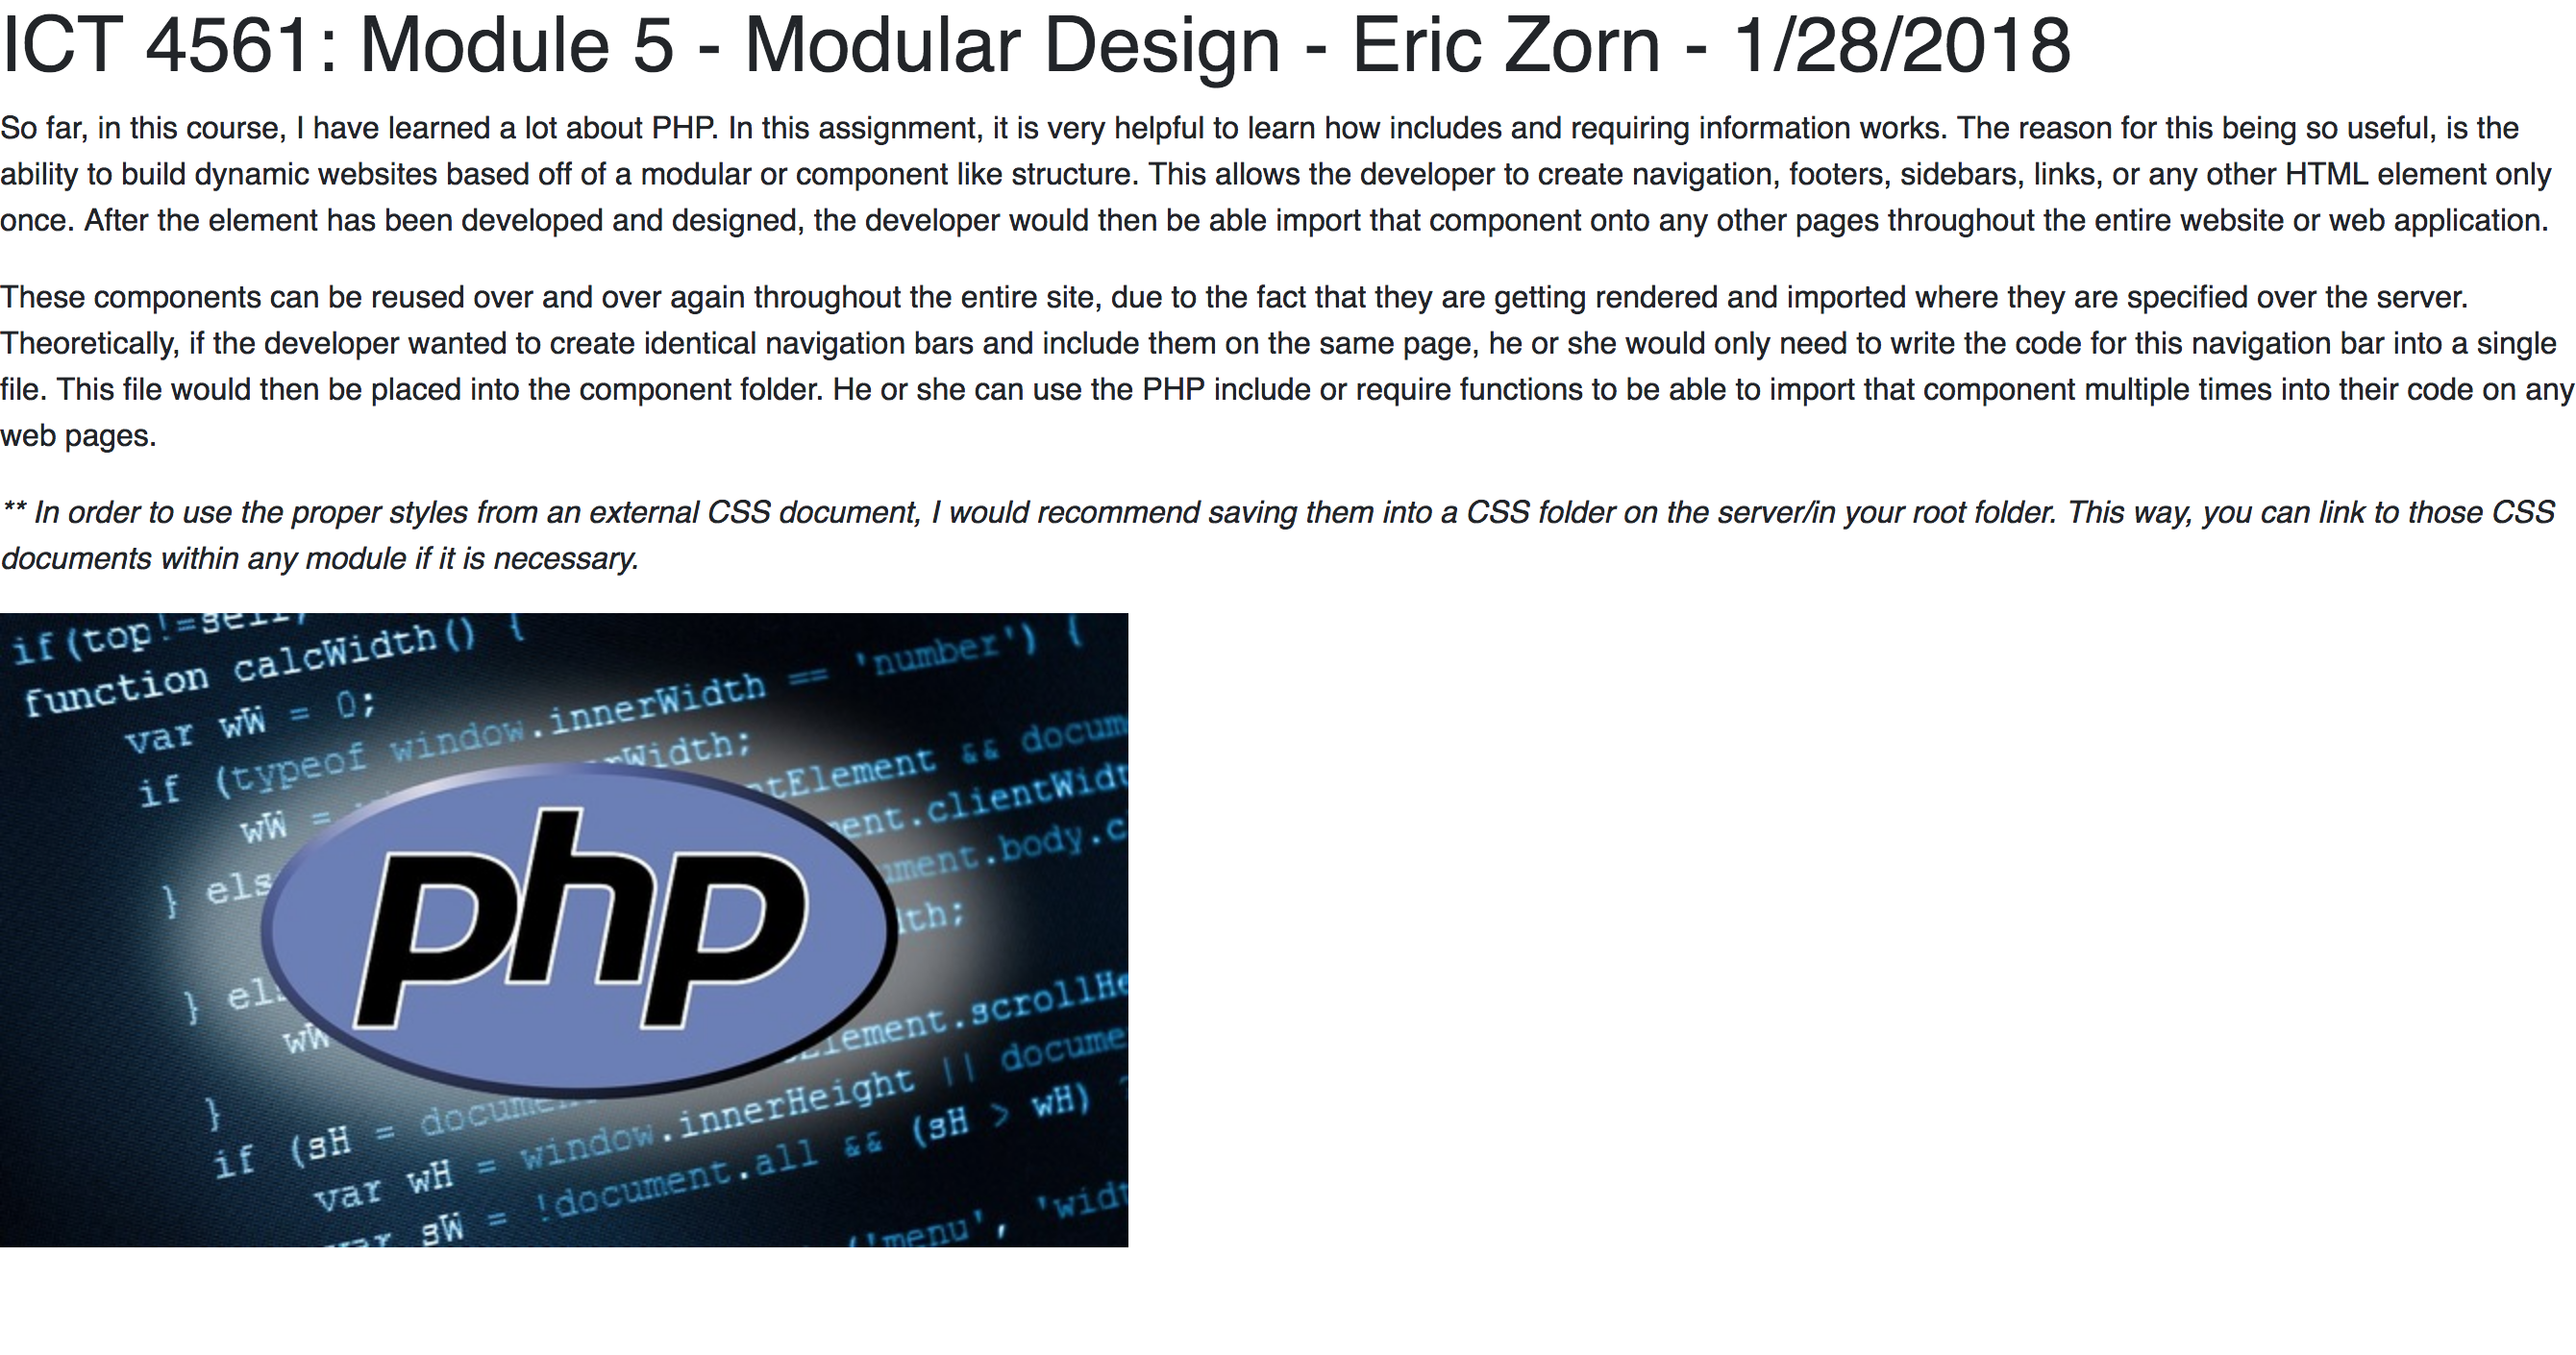 ICT 4561: Module 5 - Modular Design - Eric Zorn - 1/28/2018
So far, in this course, I have learned a lot about PHP. In this assignment, it is very helpful to learn how includes and requiring information works. The reason for this being so useful, is the
ability to build dynamic websites based off of a modular or component like structure. This allows the developer to create navigation, footers, sidebars, links, or any other HTML element only
once. After the element has been developed and designed, the developer would then be able import that component onto any other pages throughout the entire website or web application.
These components can be reused over and over again throughout the entire site, due to the fact that they are getting rendered and imported where they are specified over the server.
Theoretically, if the developer wanted to create identical navigation bars and include them on the same page, he or she would only need to write the code for this navigation bar into a single
file. This file would then be placed into the component folder. He or she can use the PHP include or require functions to be able to import that component multiple times into their code on any
web pages.
** In order to use the proper styles from an external CSS document, I would recommend saving them into a CSS folder on the server/in your root folder. This way, you can link to those CSS
documents within any module if it is necessary.
if(top!=self)
function calcWidth() {
var wW = 0;
if (typeof window.innerWidth == 'number') {
Width;
wW =
ntElement && docum
} els
ment.clientWidt
ument.body.c
lth;
} els
wW
Element.scrollHe
}
if (sH = docume
window.innerHeight || docume
var wH = window.innerHeight
var sW = !document.all && (sH > wH)
('menu', 'widt
php